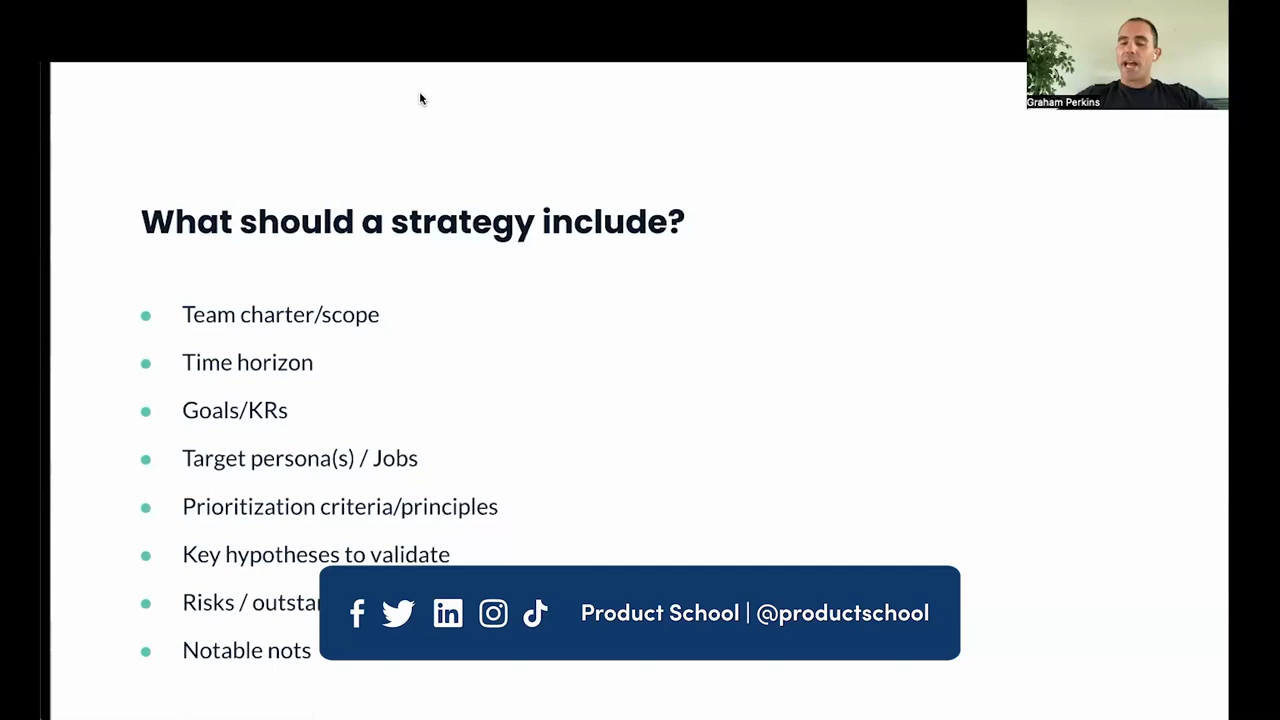 Graham Perkins
What should a strategy include?
Team charter/scope
Time horizon
Goals/KRs
Target persona(s) / Jobs
Prioritization criteria/principles
Key hypotheses to validate
Risks /
Notable nots
Product School | @productschool